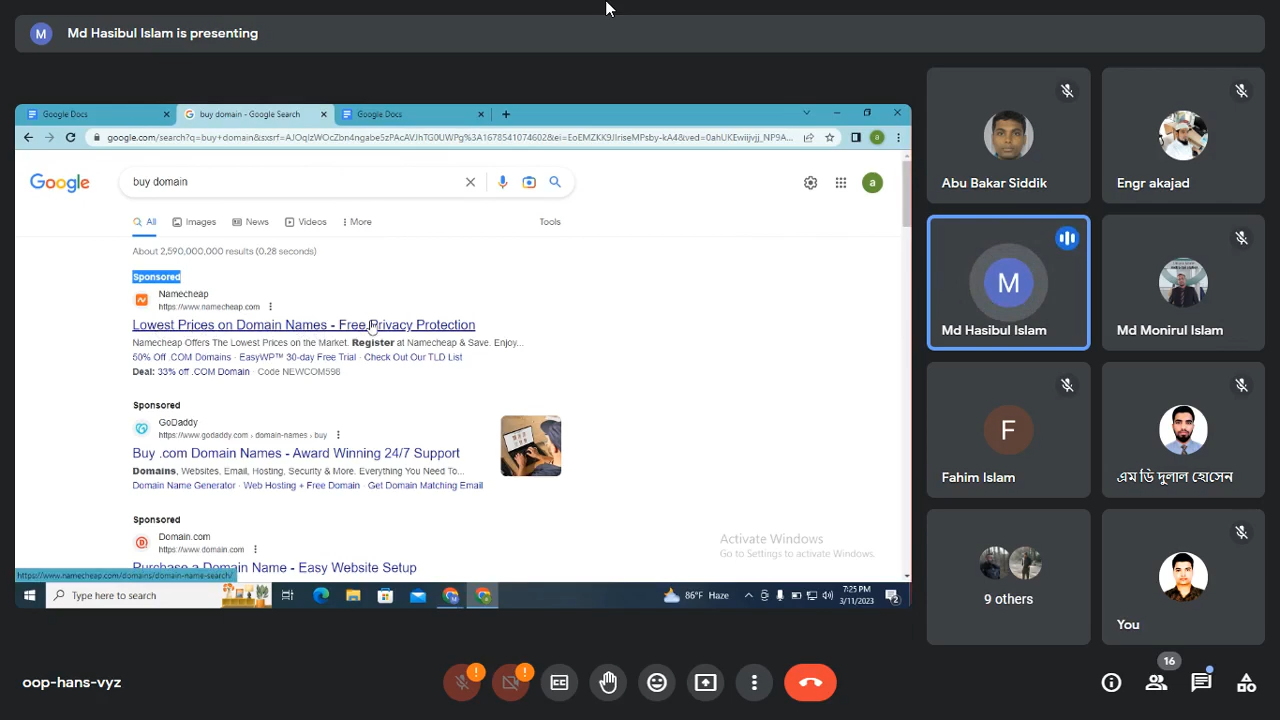 Md Hasibul Islam is presenting
Google Docs
buy domain - Google Search
Google Docs
buy domain
Google
a
All
Images
News
Videos
More
Tools
About 2,590,000,000 results (0.28 seconds)
Sponsored
Namecheap
https://www.namecheap.com
Lowest Prices on Domain Names - Free Privacy Protection
Namecheap Offers The Lowest Prices on the Market. Register at Namecheap & Save. Enjoy...
50% Off .COM Domains · EasyWP™ 30-day Free Trial · Check Out Our TLD List
Deal: 33% off .COM Domain · Code NEWCOM598
Sponsored
GoDaddy
https://www.godaddy.com › domain-names › buy
Buy .com Domain Names - Award Winning 24/7 Support
Domains, Websites, Email, Hosting, Security & More. Everything You Need To...
Domain Name Generator · Web Hosting + Free Domain · Get Domain Matching Email
Sponsored
Domain.com
https://www.domain.com
Purchase a Domain Name - Easy Website Setup
Activate Windows
Go to Settings to activate Windows.
https://www.namecheap.com/domains/domain-name-search/
Type here to search
86°F Haze
7:25 PM
3/11/2023
2
Abu Bakar Siddik
Engr akajad
M
Md Hasibul Islam
Md Monirul Islam
F
Fahim Islam
এম ডি দুলাল হোসেন
9 others
You
oop-hans-vyz
16